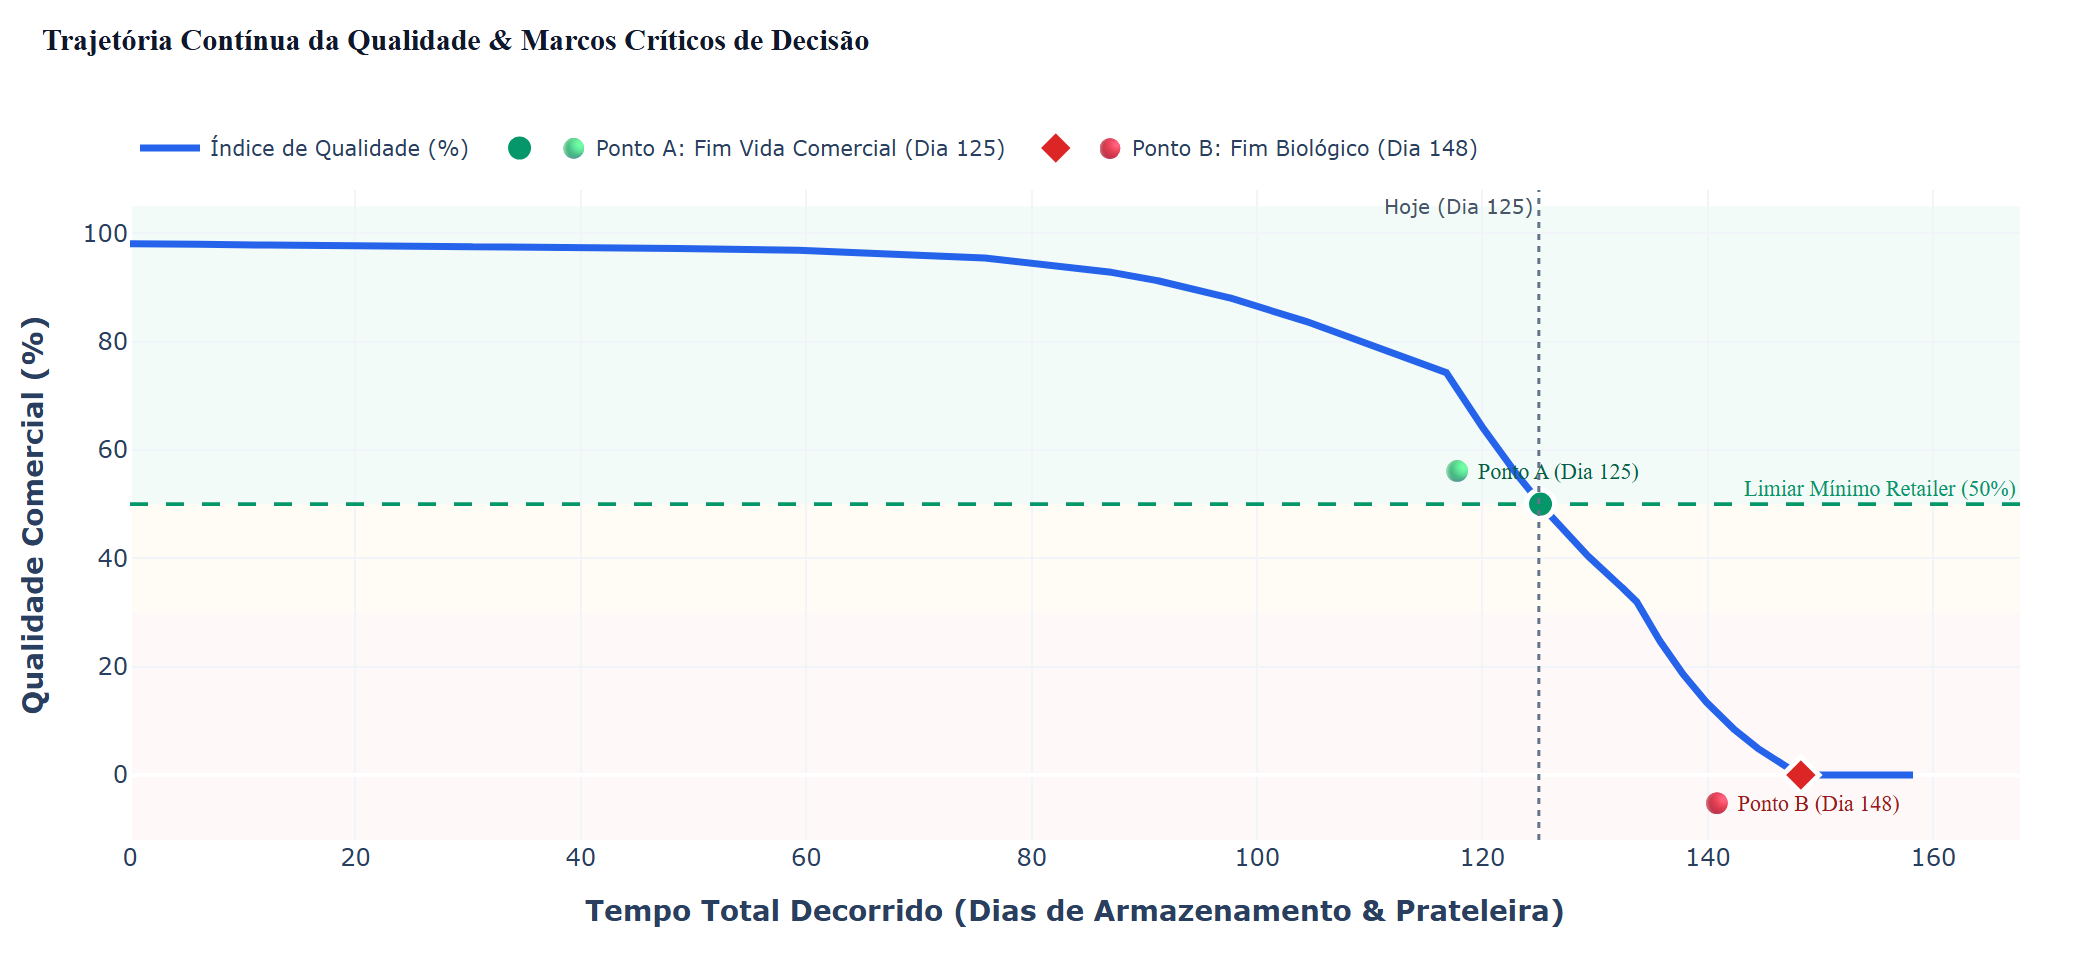 Trajetória Contínua da Qualidade & Marcos Críticos de Decisão
Índice de Qualidade (%)
Ponto A: Fim Vida Comercial (Dia 125)
Ponto B: Fim Biológico (Dia 148)
Hoje (Dia 125)
Qualidade Comercial (%)
100
80
60
40
20
0
Ponto A (Dia 125)
Limiar Mínimo Retailer (50%)
Ponto B (Dia 148)
0
20
40
60
80
100
120
140
160
Tempo Total Decorrido (Dias de Armazenamento & Prateleira)